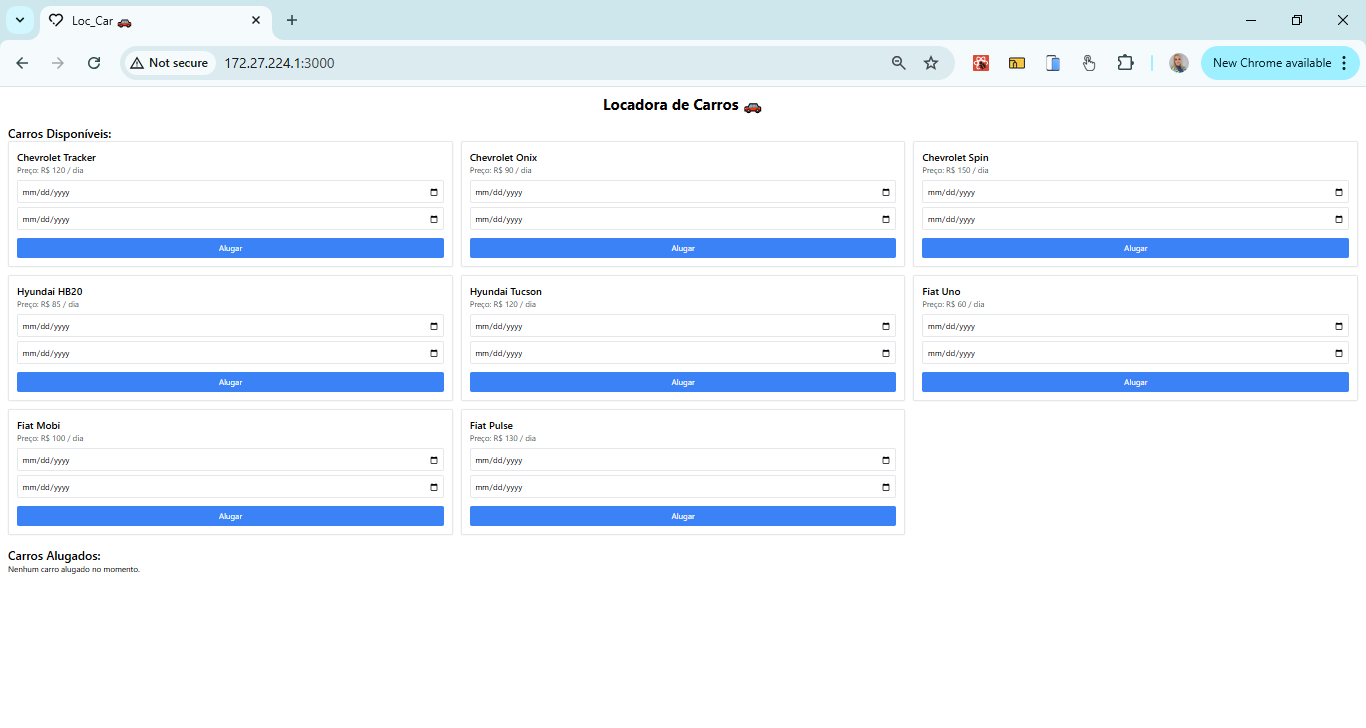 Loc_Car 🚗
Not secure
172.27.224.1:3000
New Chrome available
Locadora de Carros 🚗
Carros Disponíveis:
Chevrolet Tracker
Preço: R$ 120 / dia
mm/dd/yyyy
mm/dd/yyyy
Alugar
Chevrolet Onix
Preço: R$ 90 / dia
mm/dd/yyyy
mm/dd/yyyy
Alugar
Chevrolet Spin
Preço: R$ 150 / dia
mm/dd/yyyy
mm/dd/yyyy
Alugar
Hyundai HB20
Preço: R$ 85 / dia
mm/dd/yyyy
mm/dd/yyyy
Alugar
Hyundai Tucson
Preço: R$ 120 / dia
mm/dd/yyyy
mm/dd/yyyy
Alugar
Fiat Uno
Preço: R$ 60 / dia
mm/dd/yyyy
mm/dd/yyyy
Alugar
Fiat Mobi
Preço: R$ 100 / dia
mm/dd/yyyy
mm/dd/yyyy
Alugar
Fiat Pulse
Preço: R$ 130 / dia
mm/dd/yyyy
mm/dd/yyyy
Alugar
Carros Alugados:
Nenhum carro alugado no momento.